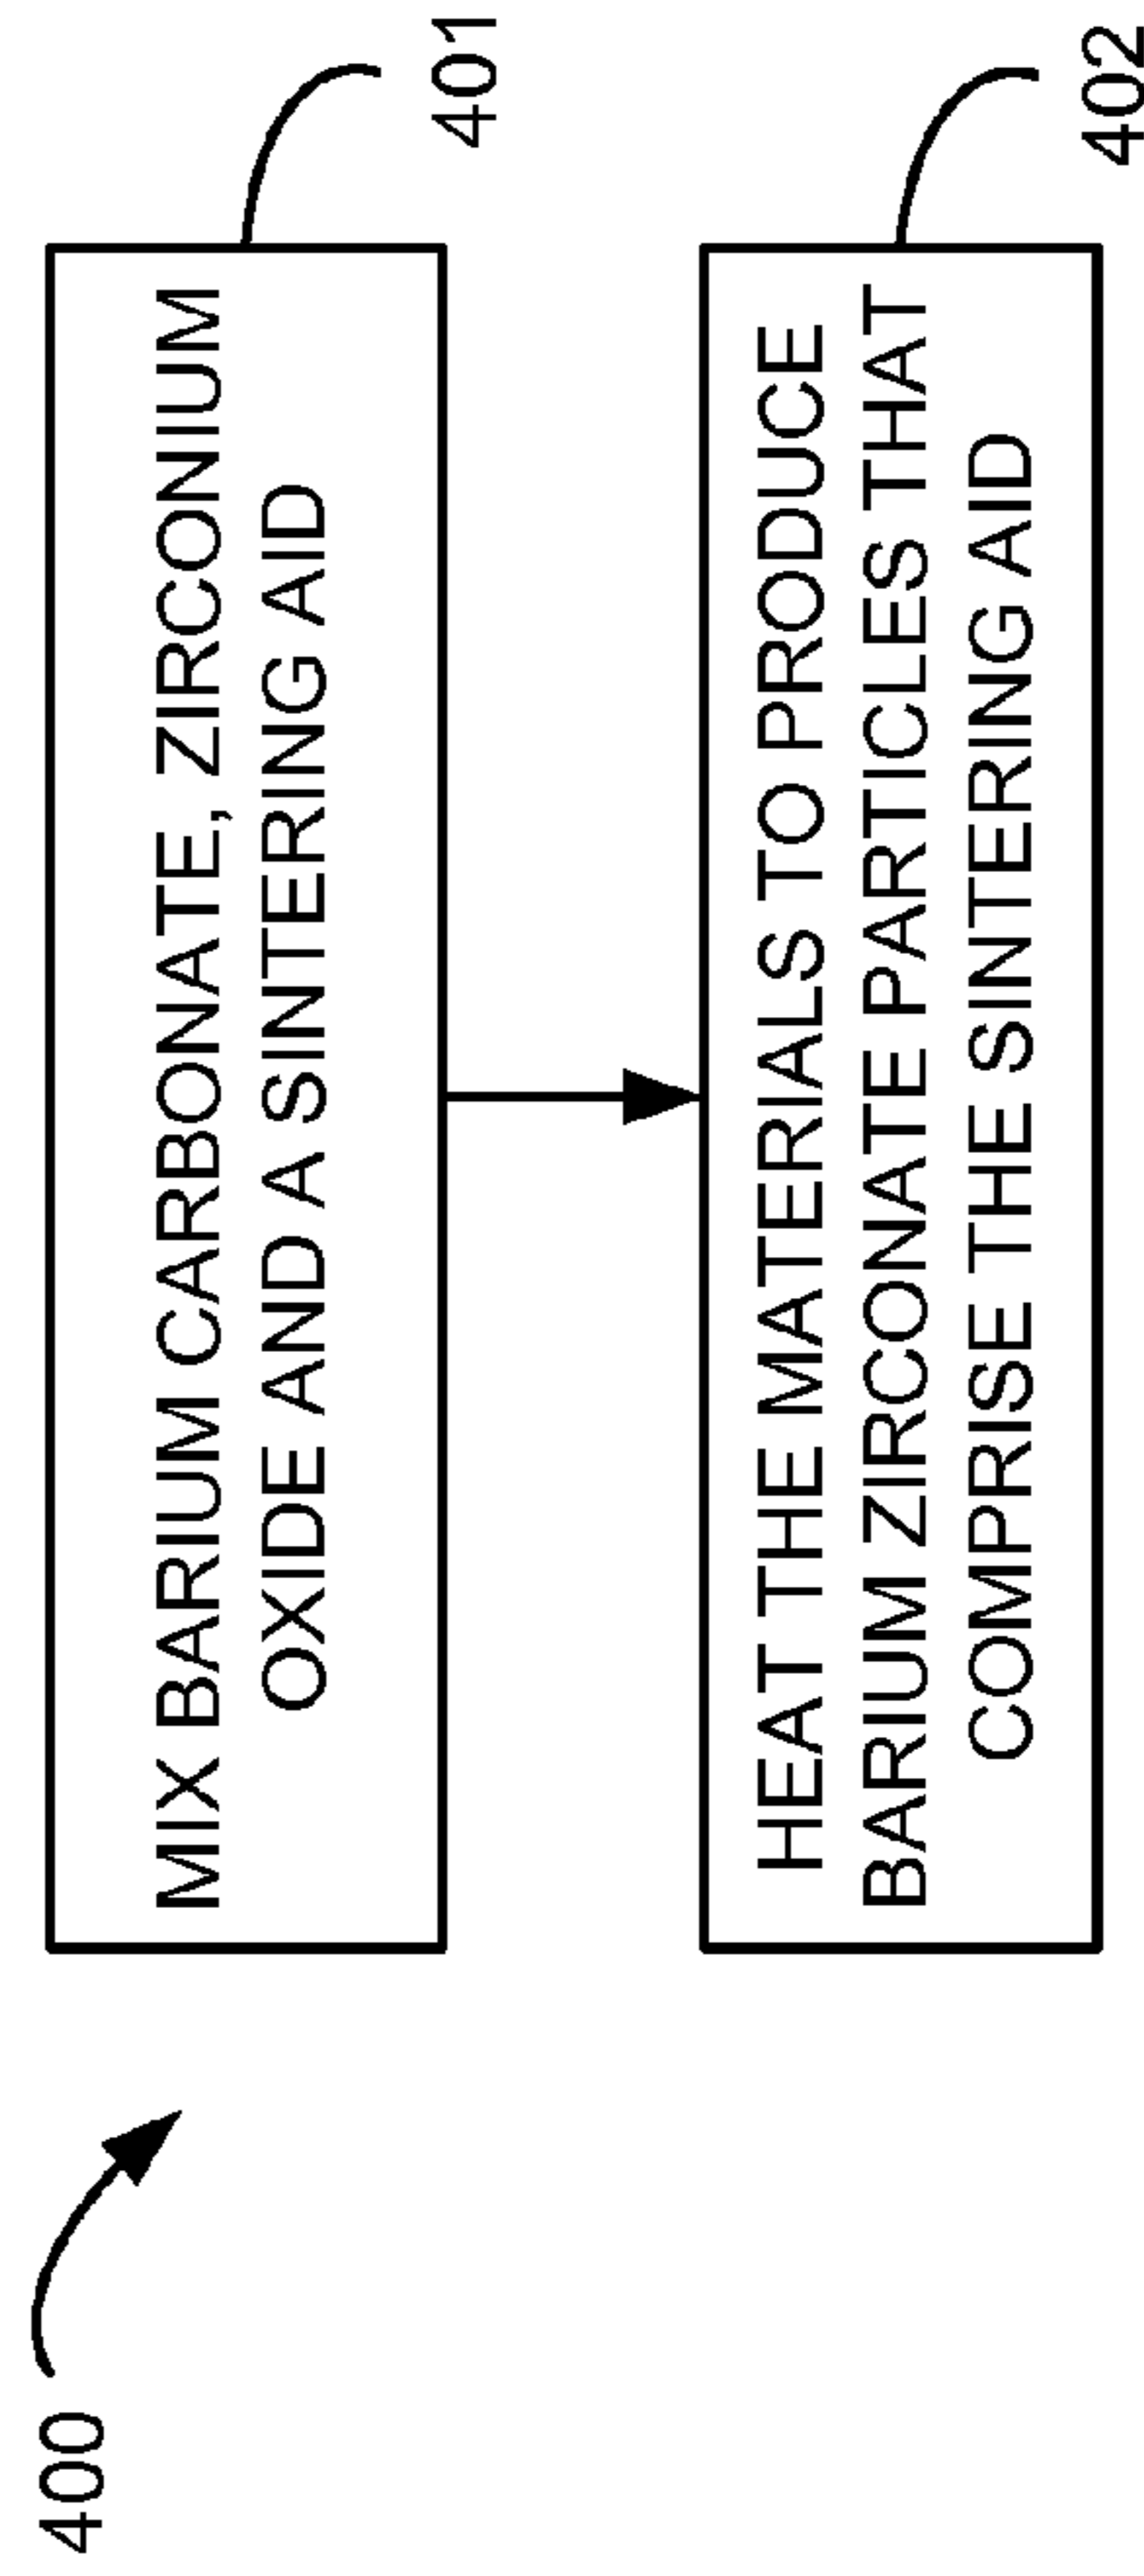 400
MIX BARIUM CARBONATE, ZIRCONIUM
OXIDE AND A SINTERING AID
401
HEAT THE MATERIALS TO PRODUCE
BARIUM ZIRCONATE PARTICLES THAT
COMPRISE THE SINTERING AID
402